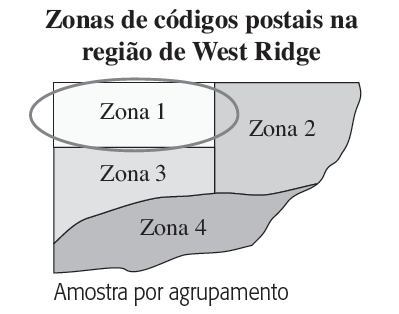 Zonas de códigos postais na
região de West Ridge
Zona 1
Zona 2
Zona 3
Zona 4
Amostra por agrupamento